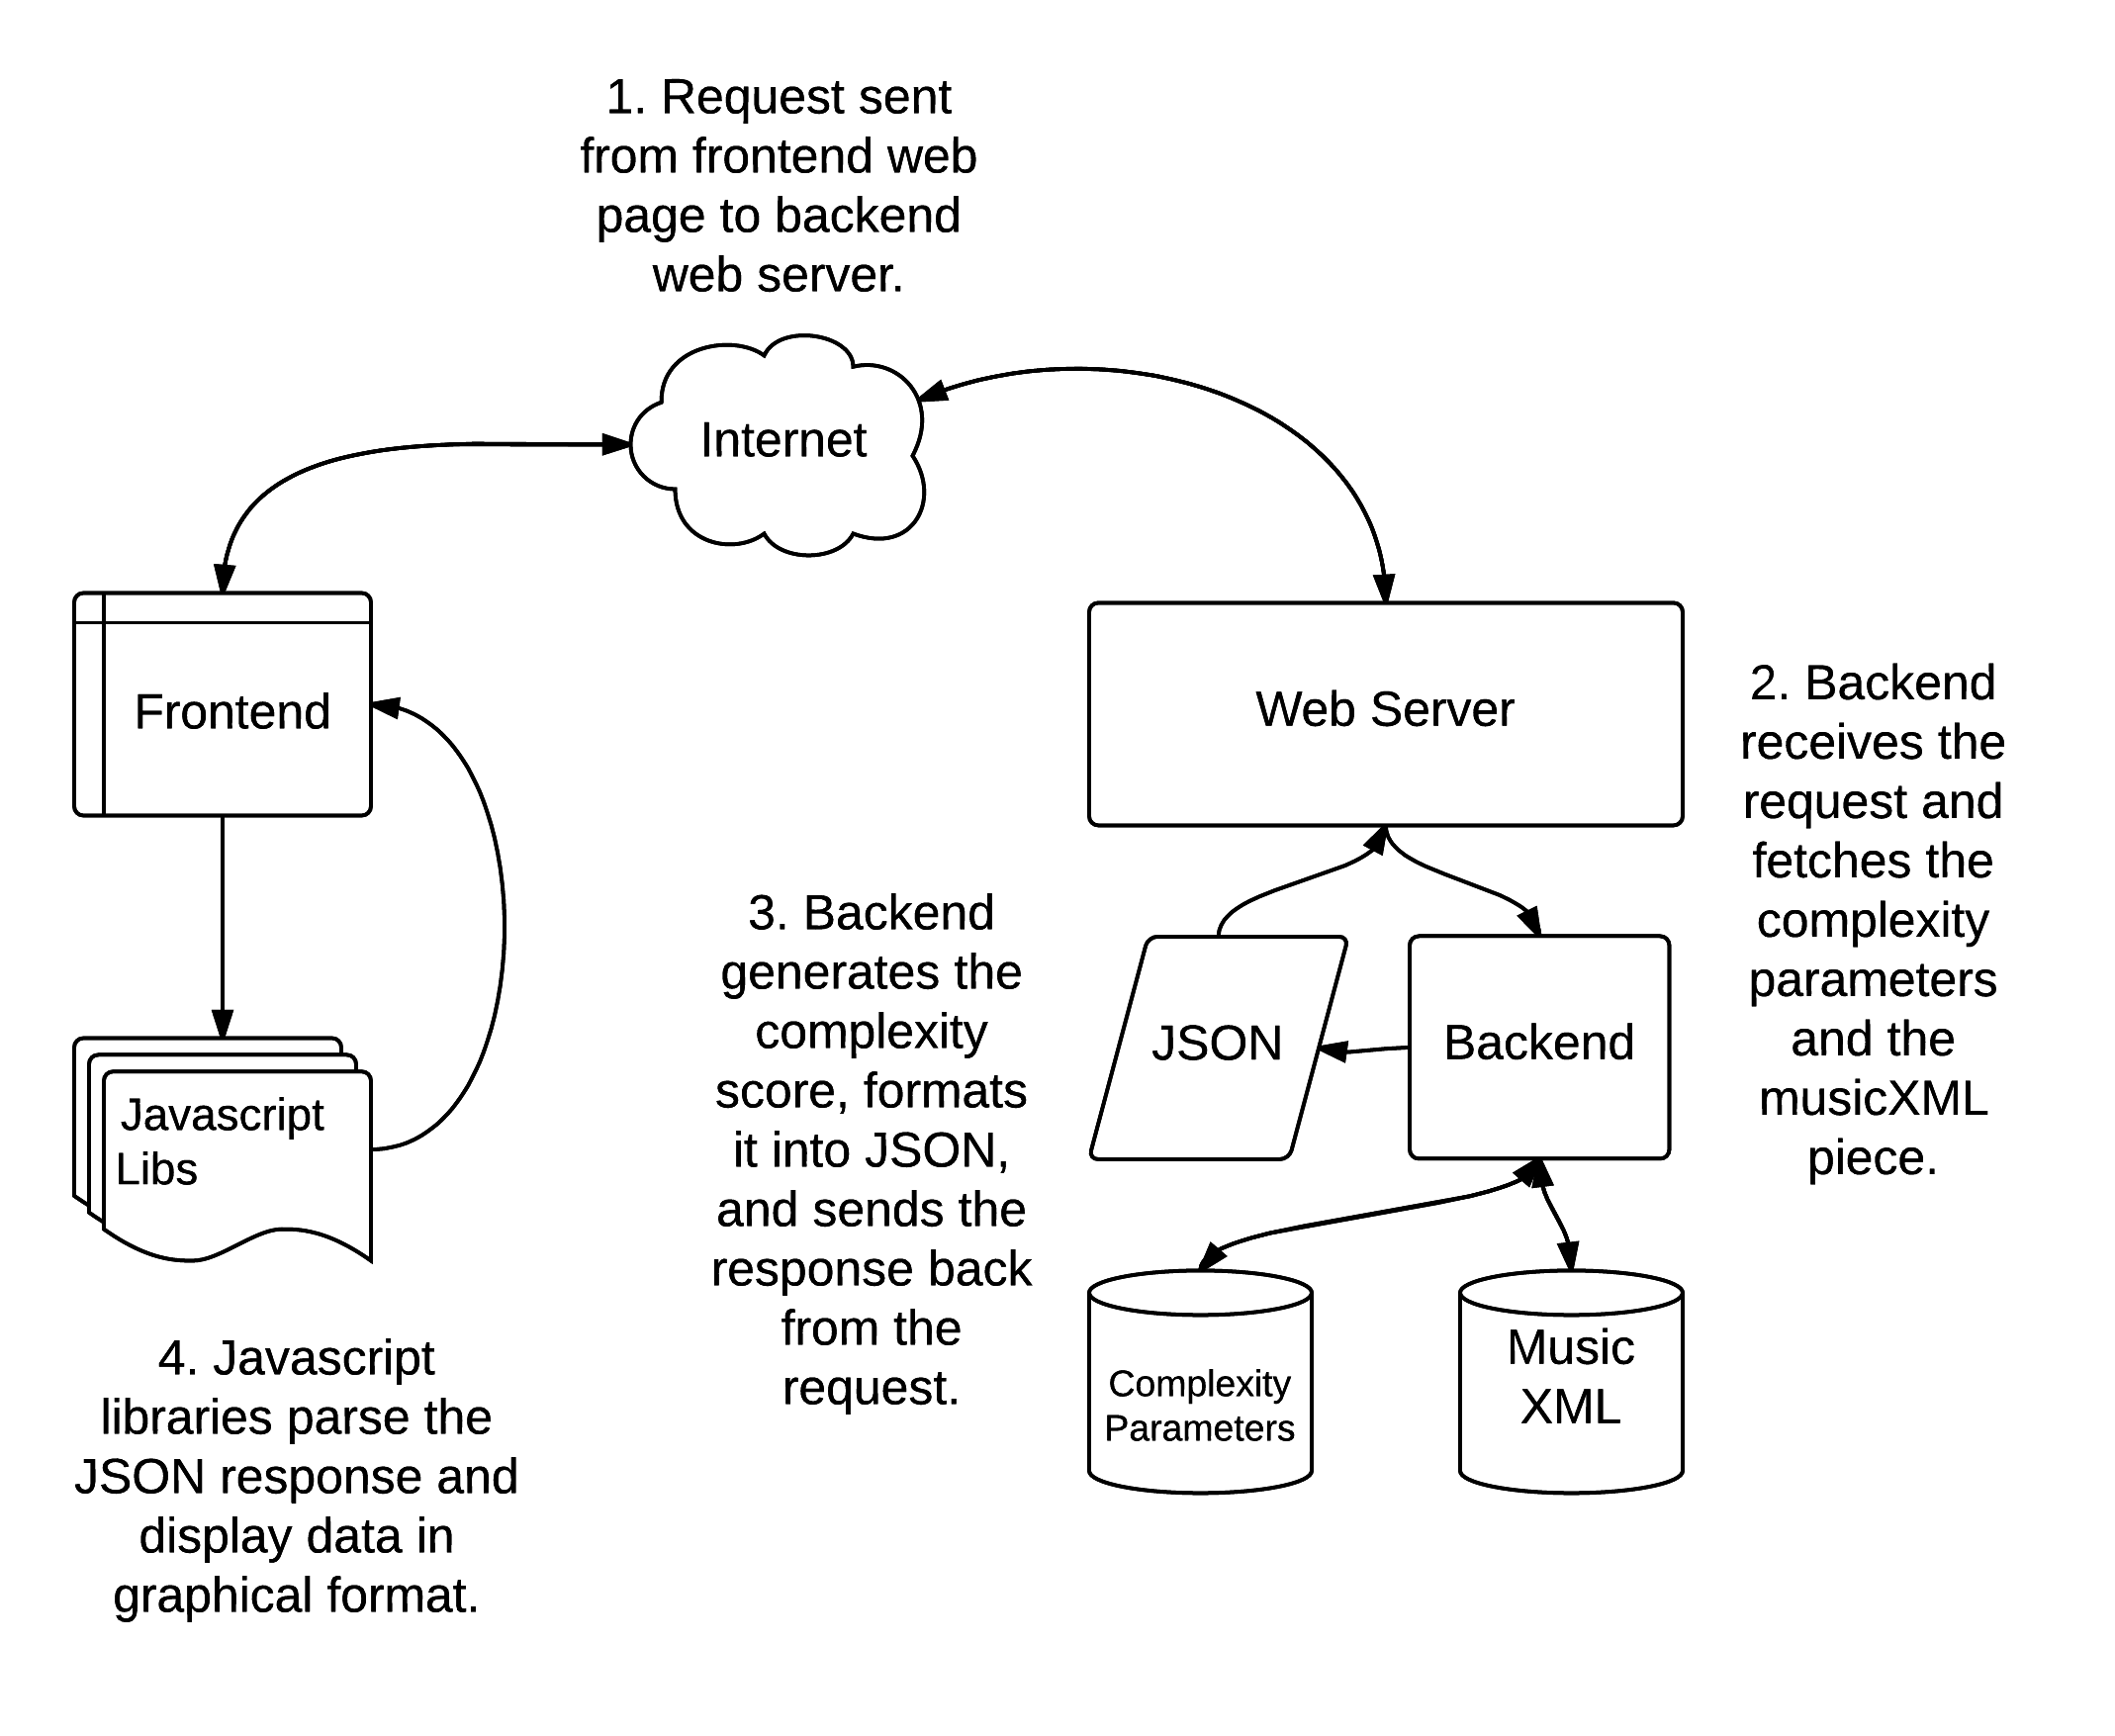 1. Request sent
from frontend web
page to backend
web server.
Internet
Frontend
Web Server
2. Backend
receives the
request and
fetches the
complexity
parameters
and the
musicXML
piece.
3. Backend
generates the
complexity
score, formats
it into JSON,
and sends the
response back
from the
request.
JSON
Backend
Javascript
Libs
Complexity
Parameters
Music
XML
4. Javascript
libraries parse the
JSON response and
display data in
graphical format.